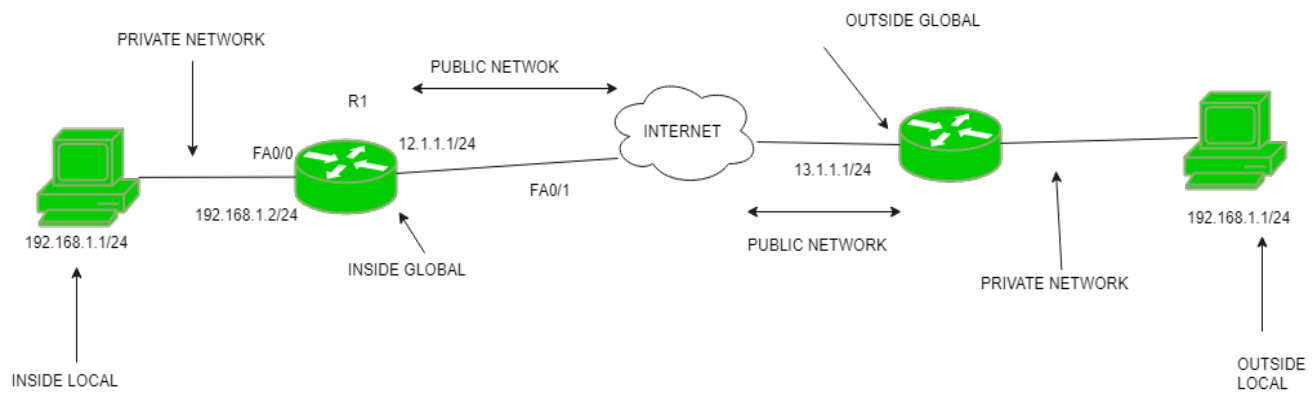 OUTSIDE GLOBAL
PRIVATE NETWORK
PUBLIC NETWOK
R1
INTERNET
FA0/0
12.1.1.1/24
13.1.1.1/24
FA0/1
192.168.1.2/24
192.168.1.1/24
192.168.1.1/24
PUBLIC NETWORK
INSIDE GLOBAL
PRIVATE NETWORK
INSIDE LOCAL
OUTSIDE
LOCAL